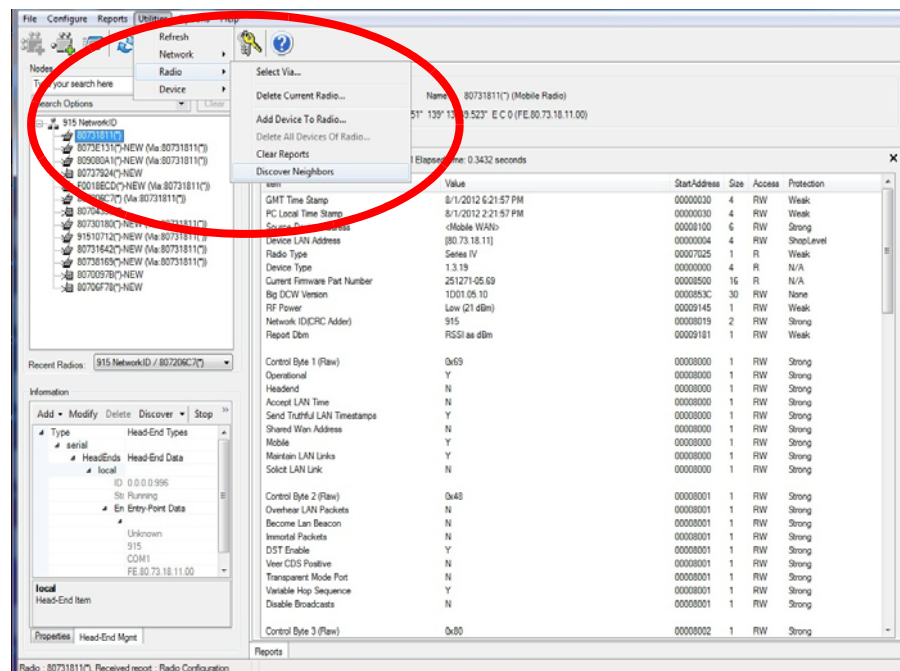 File Configure Reports Utilities Help
Nodes
Type your search here
Search Options Clear
915 NetworkID
80731811(*)
8073E131(*)-NEW (Via:80731811(*))
809080A1(*)-NEW (Via:80731811(*))
80737924(*)-NEW
F0018ECD(*)-NEW (Via:80731811(*))
(Via:80731811(*))
80730180(*)-NEW (Via:80731811(*))
91510712(*)-NEW (Via:80731811(*))
80731642(*)-NEW (Via:80731811(*))
80738169(*)-NEW (Via:80731811(*))
8070097B(*)-NEW
80706F78(*)-NEW
Refresh
Network
Radio
Device
Select Via...
Delete Current Radio...
Add Device To Radio...
Delete All Devices Of Radio...
Clear Reports
Discover Neighbors
Name: 80731811(*) (Mobile Radio)
51" 139° E C 0 (FE.80.73.18.11.00)
Elapsed Time: 0.3432 seconds
Item Value StartAddress Size Access Protection
GMT Time Stamp 8/1/2012 6:21:57 PM 00000030 4 RW Weak
PC Local Time Stamp 8/1/2012 2:21:57 PM 00000030 4 RW Weak
Source Address <Mobile WAN> 00008100 6 RW Strong
Device LAN Address [80.73.18.11] 00000004 4 RW ShopLevel
Radio Type Series IV 00007025 1 R Weak
Device Type 1.3.19 00000000 4 R N/A
Current Firmware Part Number 251271-05.69 00008500 16 R N/A
Big DCW Version 1D01.05.10 0000853C 30 RW None
RF Power Low (21 dBm) 00009145 1 RW Weak
Network ID(CRC Adder) 915 00008019 2 RW Strong
Report Dbm RSSI as dBm 00009181 1 RW Weak
Control Byte 1 (Raw) 0x69 00008000 1 RW Strong
Operational Y 00008000 1 RW Strong
Headend N 00008000 1 RW Strong
Accept LAN Time N 00008000 1 RW Strong
Send Truthful LAN Timestamps Y 00008000 1 RW Strong
Shared Wan Address N 00008000 1 RW Strong
Mobile Y 00008000 1 RW Strong
Maintain LAN Links Y 00008000 1 RW Strong
Solicit LAN Link N 00008000 1 RW Strong
Control Byte 2 (Raw) 0x48 00008001 1 RW Strong
Overhear LAN Packets N 00008001 1 RW Strong
Become Lan Beacon N 00008001 1 RW Strong
Immortal Packets N 00008001 1 RW Strong
DST Enable Y 00008001 1 RW Strong
Veer CDS Positive N 00008001 1 RW Strong
Transparent Mode Port N 00008001 1 RW Strong
Variable Hop Sequence Y 00008001 1 RW Strong
Disable Broadcasts N 00008001 1 RW Strong
Control Byte 3 (Raw) 0x80 00008002 1 RW Strong
Recent Radios: 915 NetworkID / 807206C7(*)
Information
Add Modify Delete Discover Stop »
Type Head-End Types
serial
HeadEnds Head-End Data
local
ID 0.0.0.0:996
Sta Running
En Entry-Point Data
Unknown
915
COM1
FE.80.73.18.11.00
local
Head-End Item
Properties Head-End Mgmt
Reports
Radio : 80731811(*), Received report : Radio Configuration